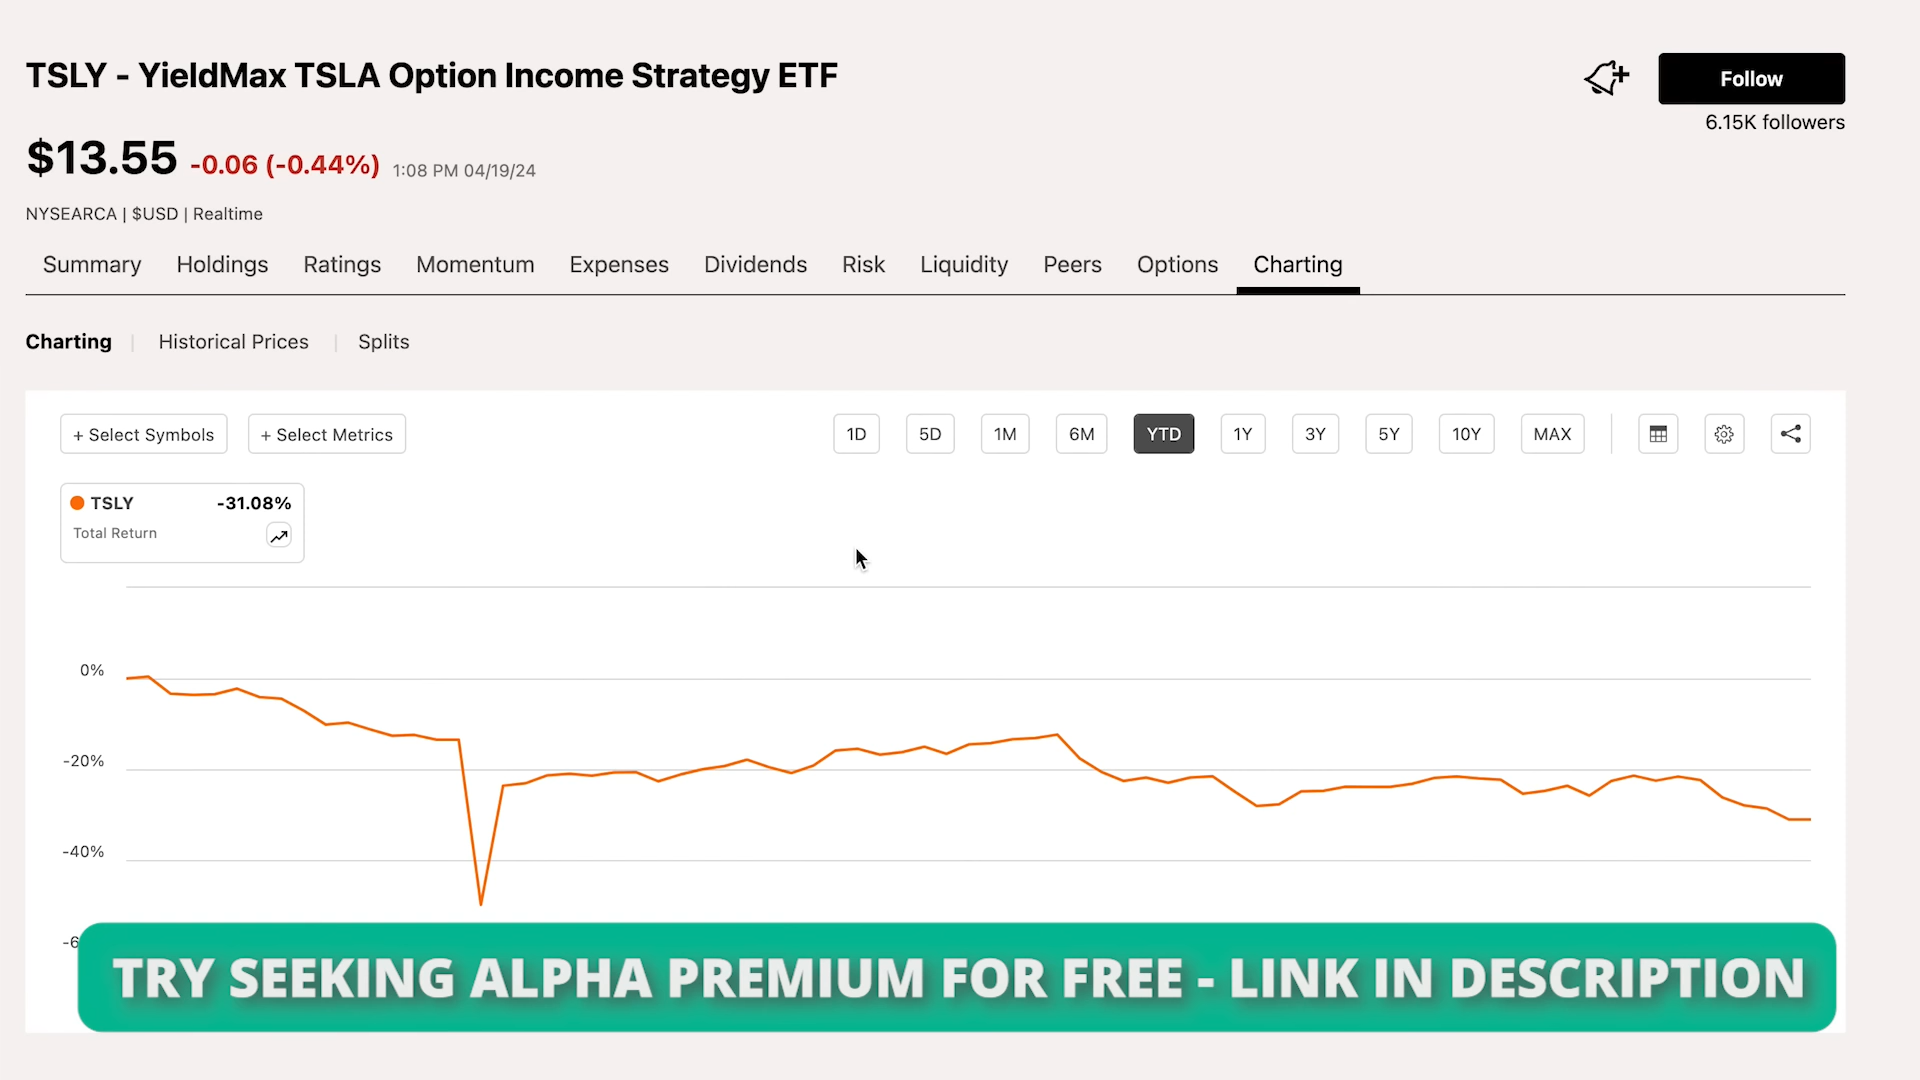 TSLY - YieldMax TSLA Option Income Strategy ETF
Follow
6.15K followers
$13.55 -0.06 (-0.44%) 1:08 PM 04/19/24
NYSEARCA | $USD | Realtime
Summary Holdings Ratings Momentum Expenses Dividends Risk Liquidity Peers Options Charting
Charting | Historical Prices | Splits
+ Select Symbols + Select Metrics 1D 5D 1M 6M YTD 1Y 3Y 5Y 10Y MAX
TSLY -31.08%
Total Return
0%
-20%
-40%
-6
TRY SEEKING ALPHA PREMIUM FOR FREE - LINK IN DESCRIPTION